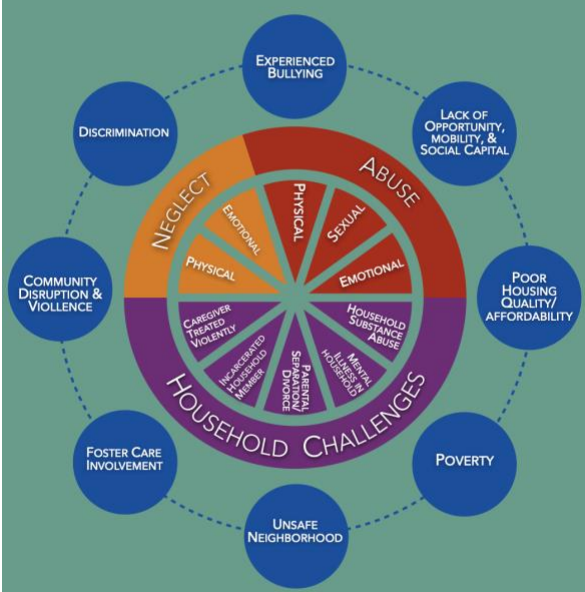 EXPERIENCED
BULLYING
LACK OF
OPPORTUNITY,
MOBILITY, &
SOCIAL CAPITAL
POOR
HOUSING
QUALITY/
AFFORDABILITY
POVERTY
UNSAFE
NEIGHBORHOOD
FOSTER CARE
INVOLVEMENT
COMMUNITY
DISRUPTION &
VIOLLENCE
DISCRIMINATION
NEGLECT
EMOTIONAL
PHYSICAL
ABUSE
PHYSICAL
SEXUAL
EMOTIONAL
HOUSEHOLD CHALLENGES
CAREGIVER
TREATED
VIOLENTLY
INCARCERATED
HOUSEHOLD
MEMBER
PARENTAL
SEPARATION/
DIVORCE
MENTAL
ILLNESS IN
HOUSEHOLD
HOUSEHOLD
SUBSTANCE
ABUSE